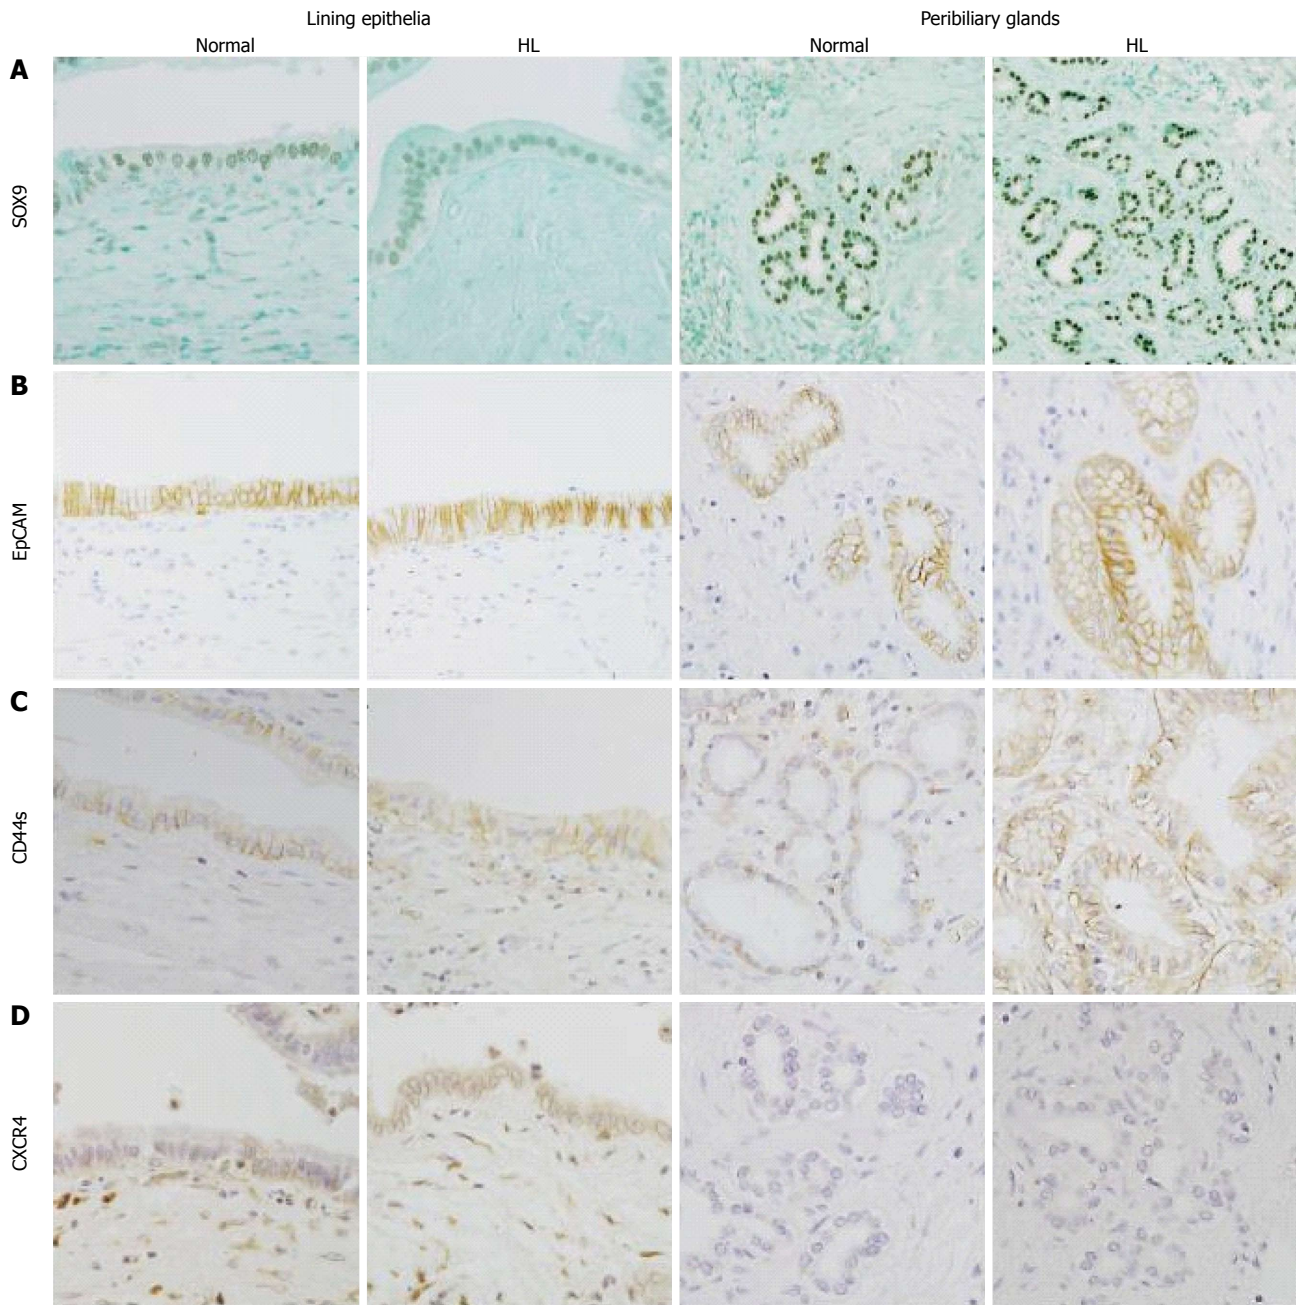 Lining epithelia Peribiliary glands
Normal HL Normal HL
A
SOX9
B
EpCAM
C
CD44s
D
CXCR4